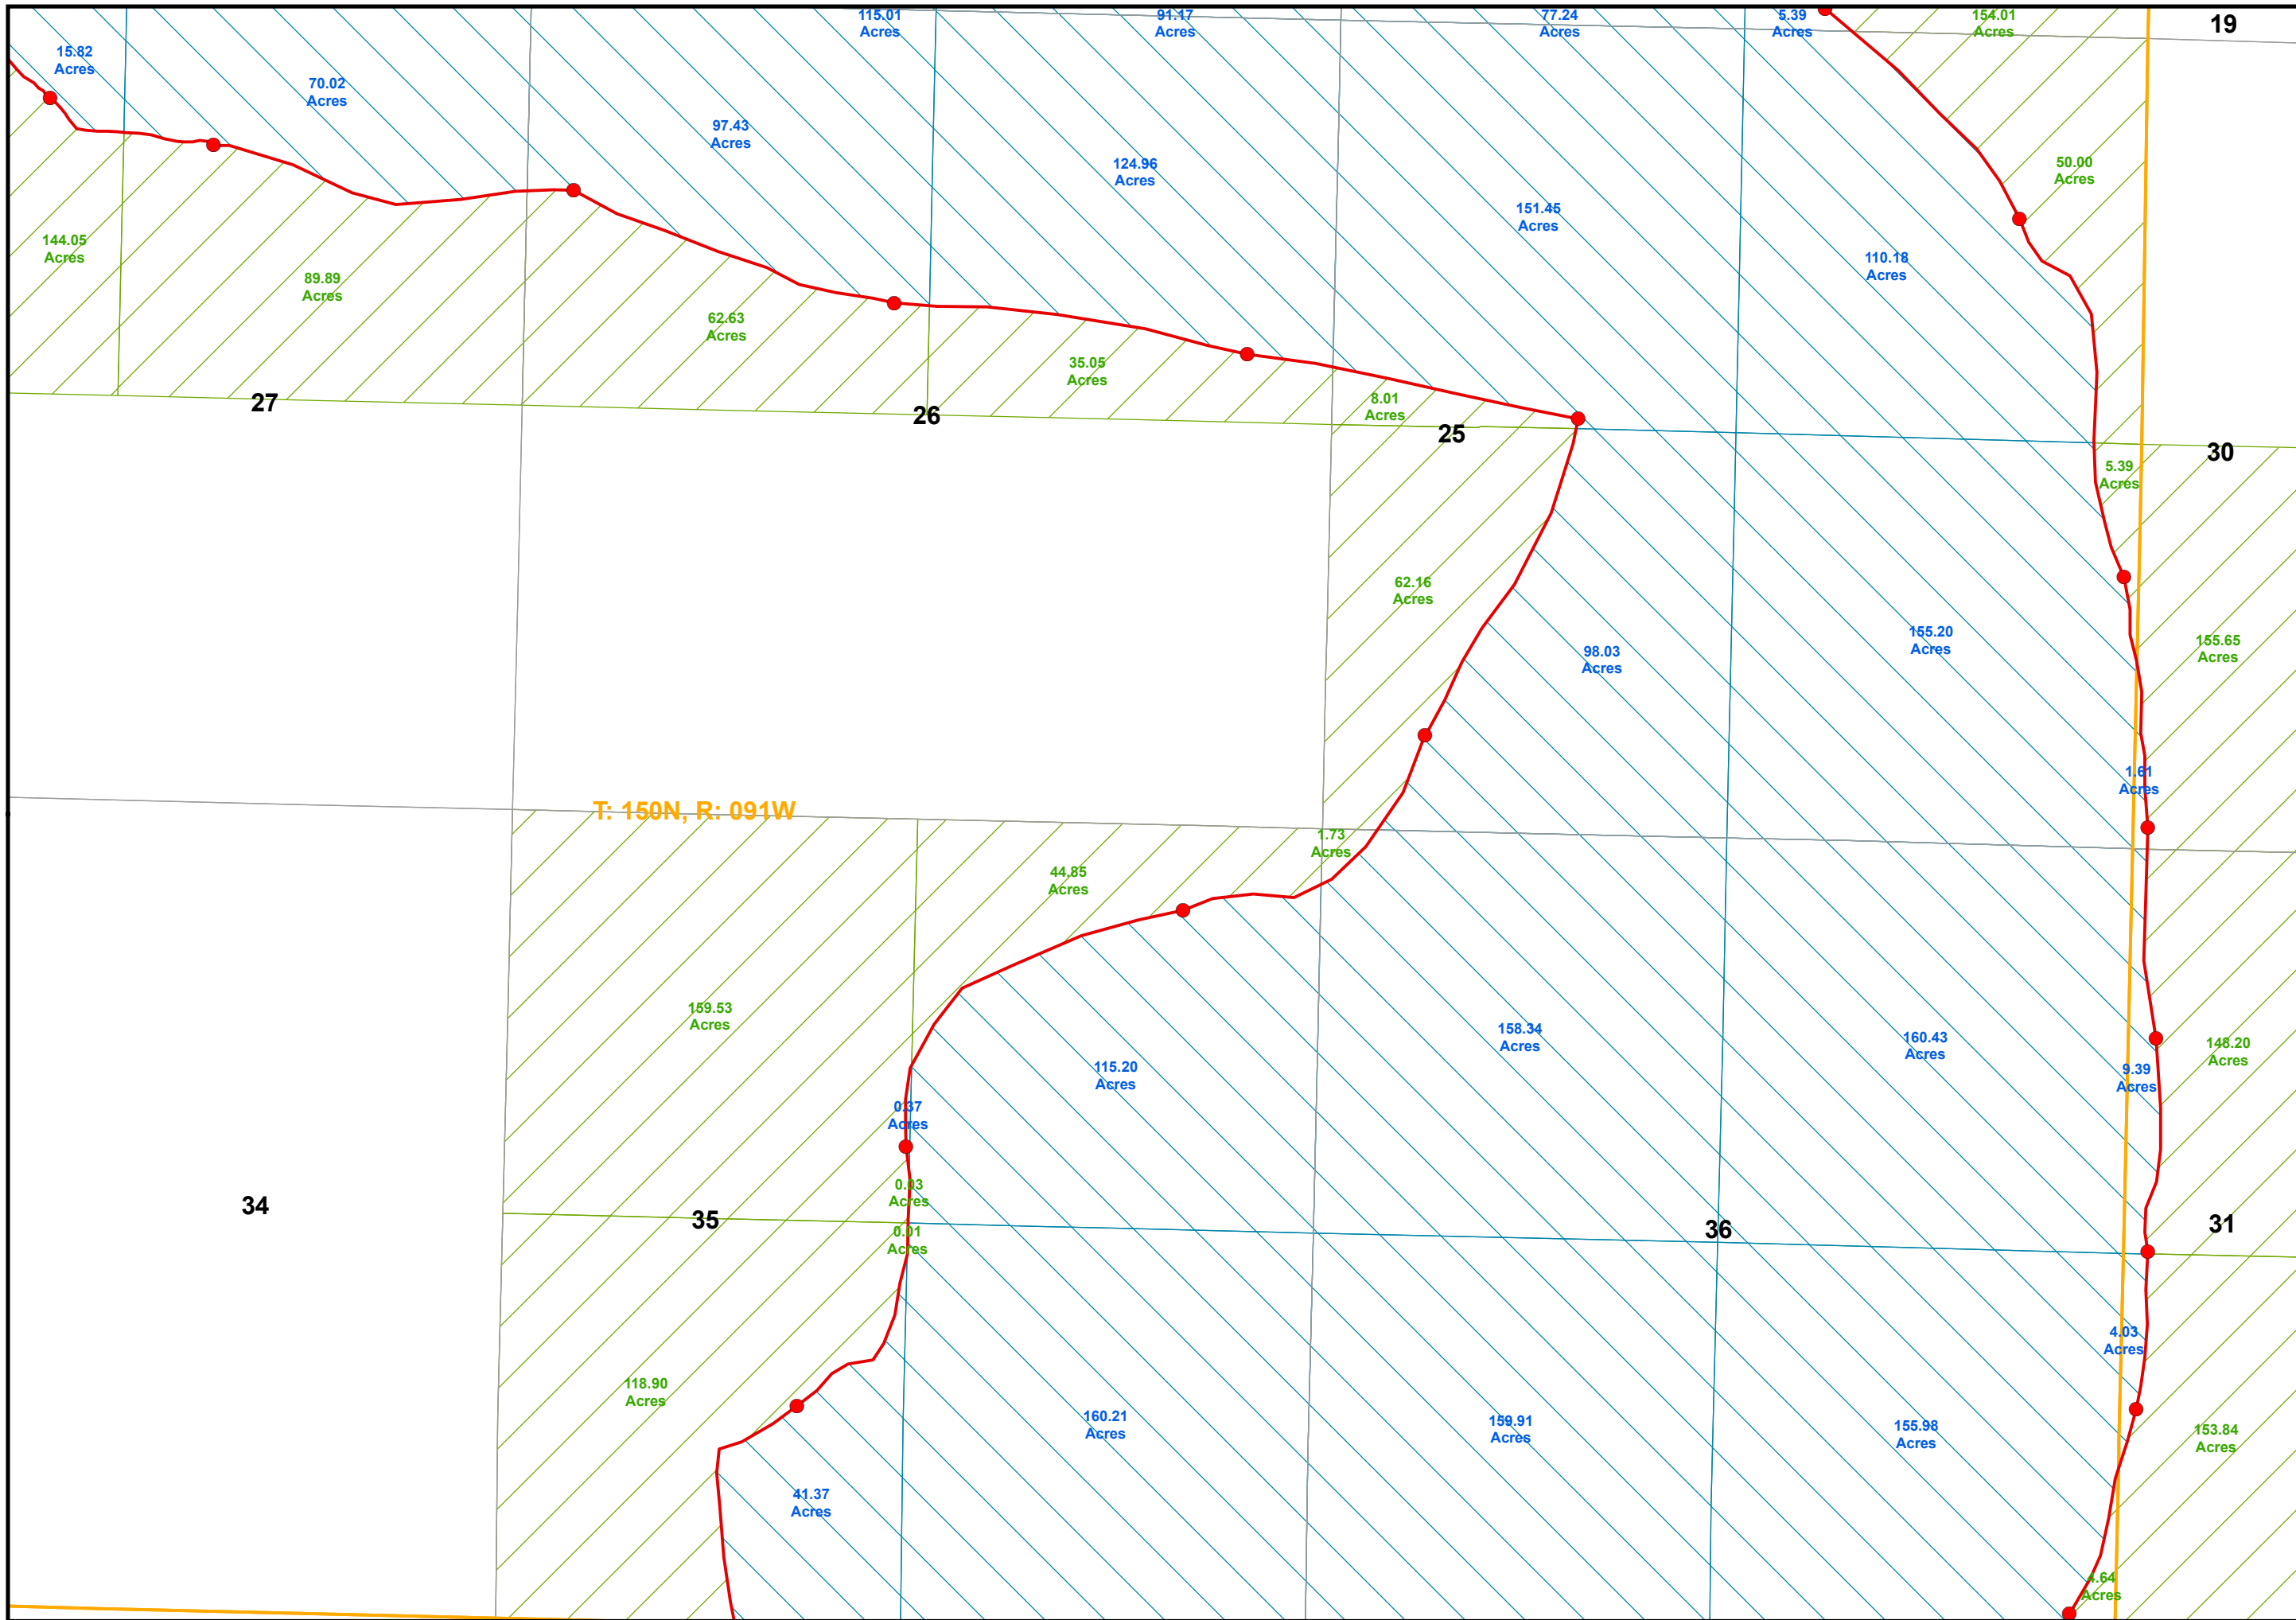 115.01
Acres
91.17
Acres
77.24
Acres
5.39
Acres
154.01
Acres
19
15.82
Acres
70.02
Acres
97.43
Acres
124.96
Acres
50.00
Acres
151.45
Acres
144.05
Acres
110.18
Acres
89.89
Acres
62.63
Acres
35.05
Acres
8.01
Acres
27
26
25
30
5.39
Acres
62.16
Acres
98.03
Acres
155.20
Acres
155.65
Acres
1.61
Acres
T: 150N, R: 091W
1.73
Acres
44.85
Acres
159.53
Acres
158.34
Acres
160.43
Acres
148.20
Acres
115.20
Acres
9.39
Acres
0.37
Acres
0.03
Acres
34
35
36
31
0.01
Acres
4.03
Acres
118.90
Acres
160.21
Acres
159.91
Acres
155.98
Acres
153.84
Acres
41.37
Acres
4.64
Acres